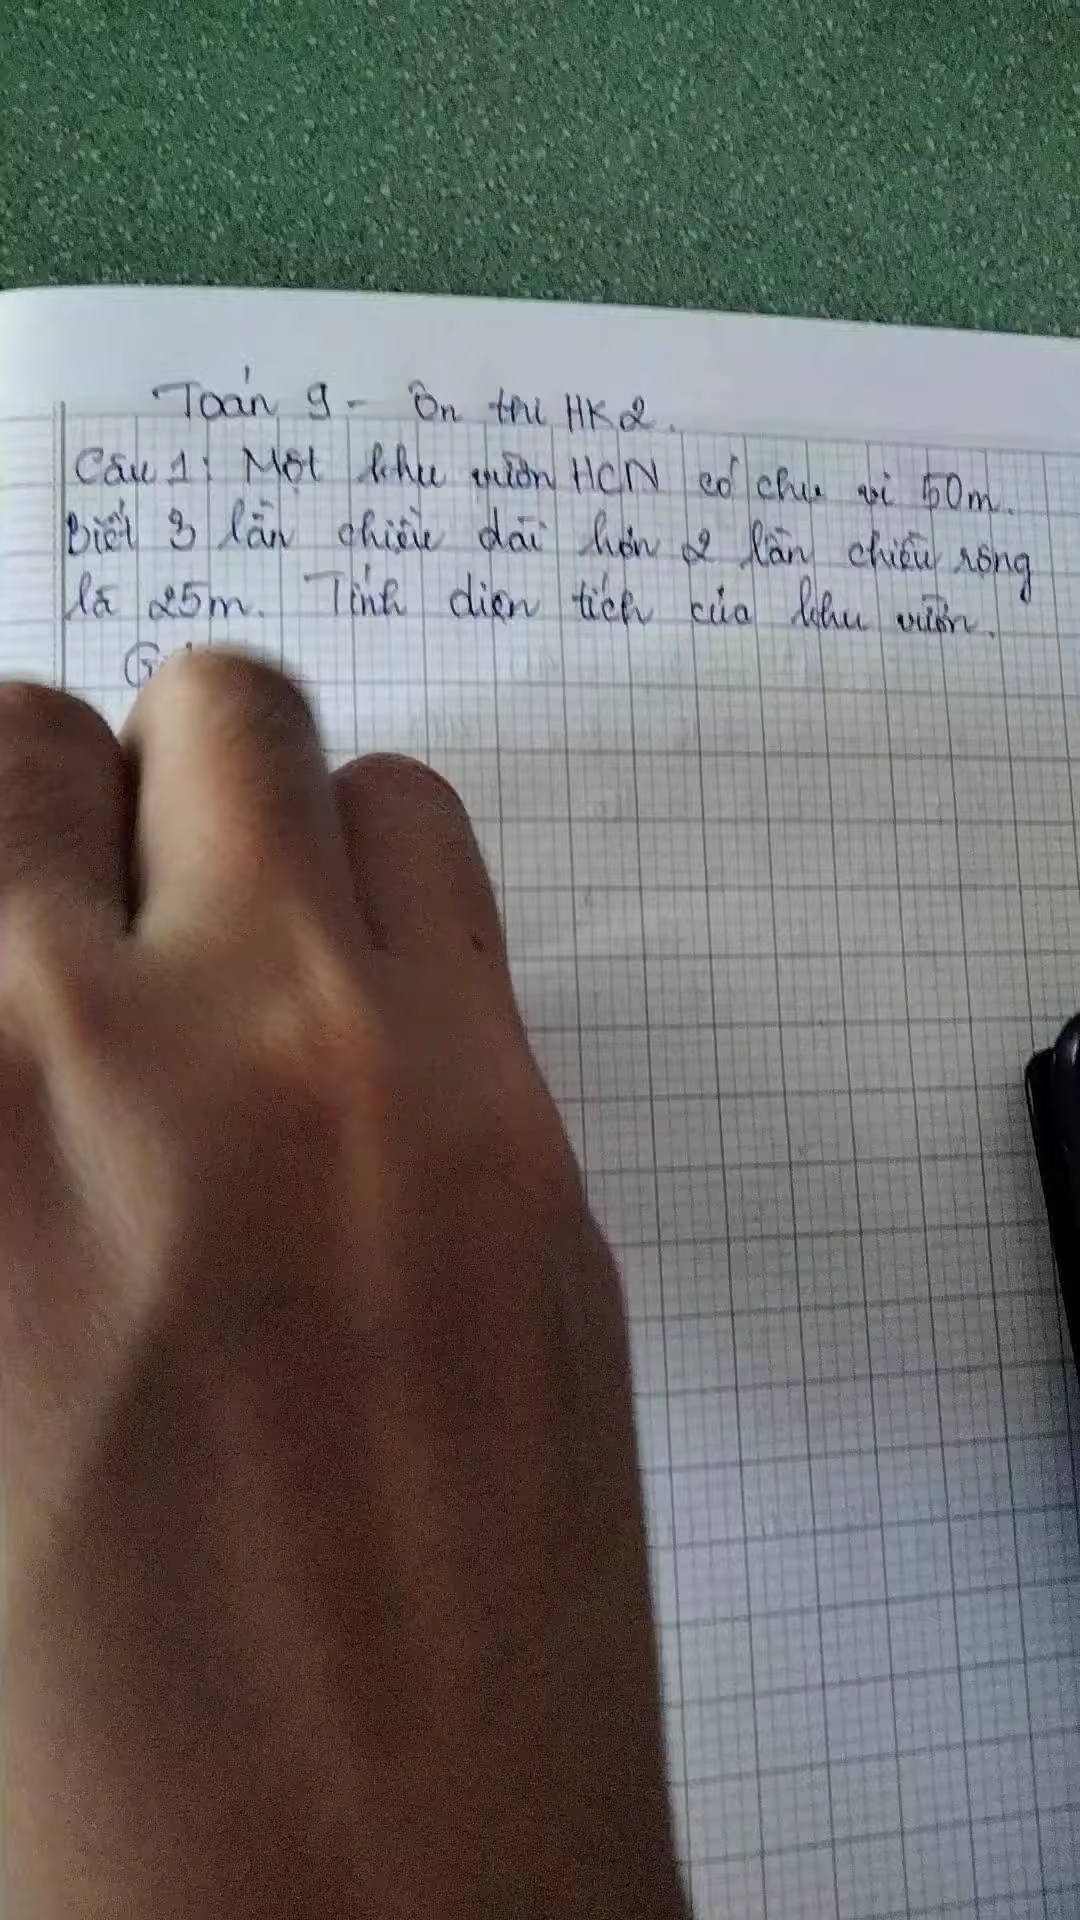 Toán 9 - Ôn thi HK2.
Câu 1: Một khu vườn HCN có chu vi 50m.
Biết 3 lần chiều dài hơn 2 lần chiều rộng
là 25m. Tính diện tích của khu vườn.